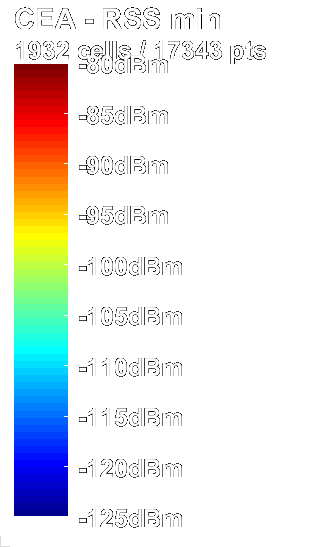 CEA - RSS min
1932 cells / 17343 pts
-80dBm
-85dBm
-90dBm
-95dBm
-100dBm
-105dBm
-110dBm
-115dBm
-120dBm
-125dBm